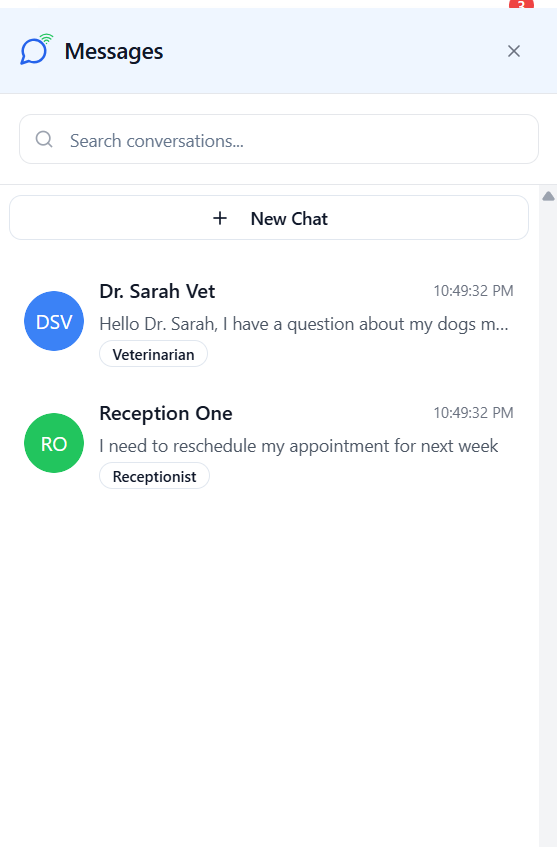 3
Messages
Search conversations...
New Chat
Dr. Sarah Vet 10:49:32 PM
DSV
Hello Dr. Sarah, I have a question about my dogs m...
Veterinarian
Reception One 10:49:32 PM
RO
I need to reschedule my appointment for next week
Receptionist